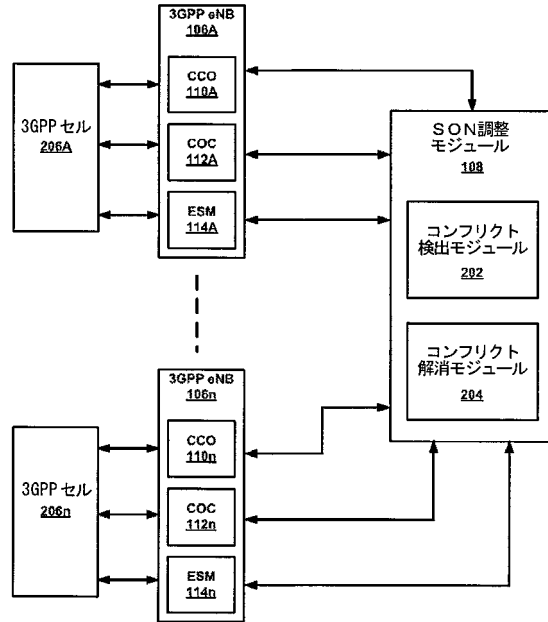 3GPP eNB
106A
CCO
110A
COC
112A
ESM
114A
3GPP セル
206A
SON調整
モジュール
108
コンフリクト
検出モジュール
202
コンフリクト
解消モジュール
204
3GPP eNB
106n
CCO
110n
COC
112n
ESM
114n
3GPP セル
206n